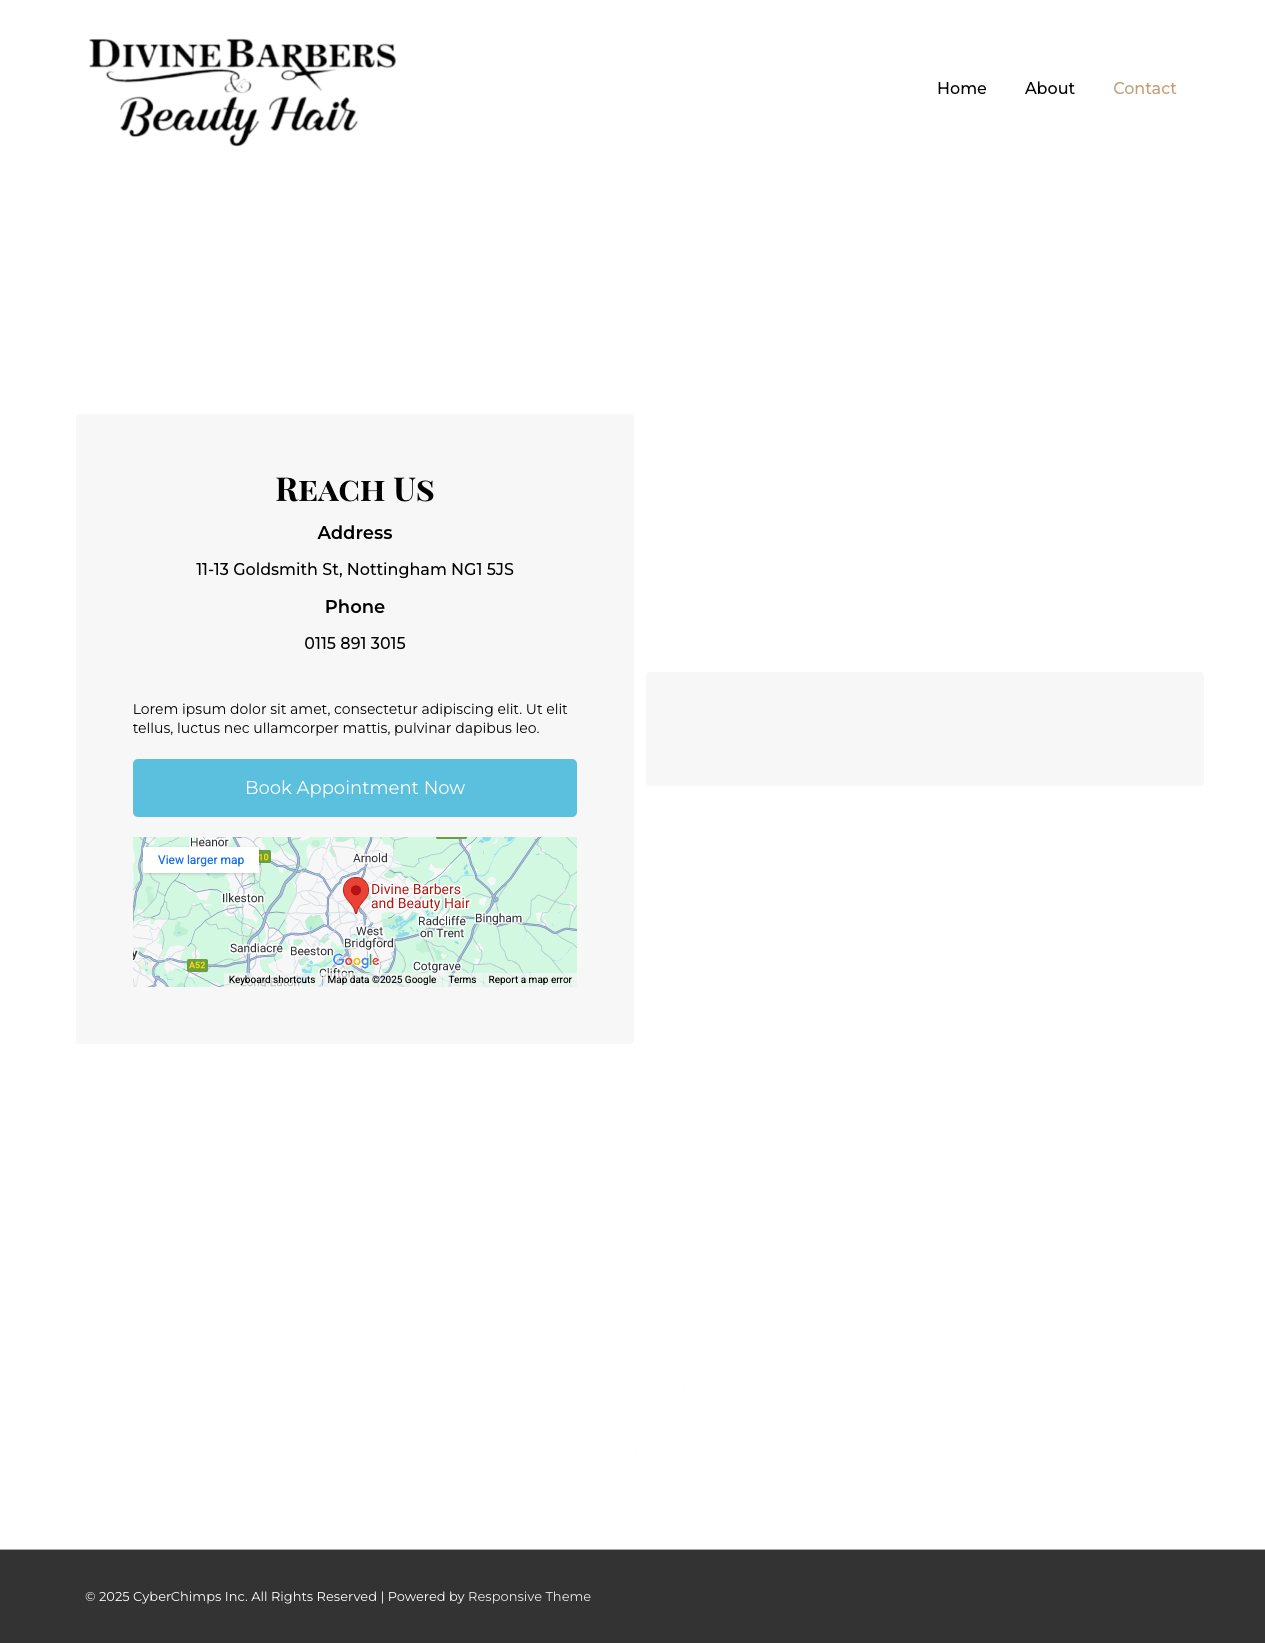 DIVINE BARBERS
&
Beauty Hair
Home
About
Contact
REACH US
Address
11-13 Goldsmith St, Nottingham NG1 5JS
Phone
0115 891 3015
Lorem ipsum dolor sit amet, consectetur adipiscing elit. Ut elit
tellus, luctus nec ullamcorper mattis, pulvinar dapibus leo.
Book Appointment Now
Heanor
View larger map
10
Arnold
Ilkeston
Divine Barbers
and Beauty Hair
Radcliffe
on Trent
Bingham
West
Bridgford
Sandiacre
Beeston
Google
A52
Clifton
Cotgrave
Keyboard shortcuts
Map data ©2025 Google
Terms
Report a map error
© 2025 CyberChimps Inc. All Rights Reserved | Powered by Responsive Theme